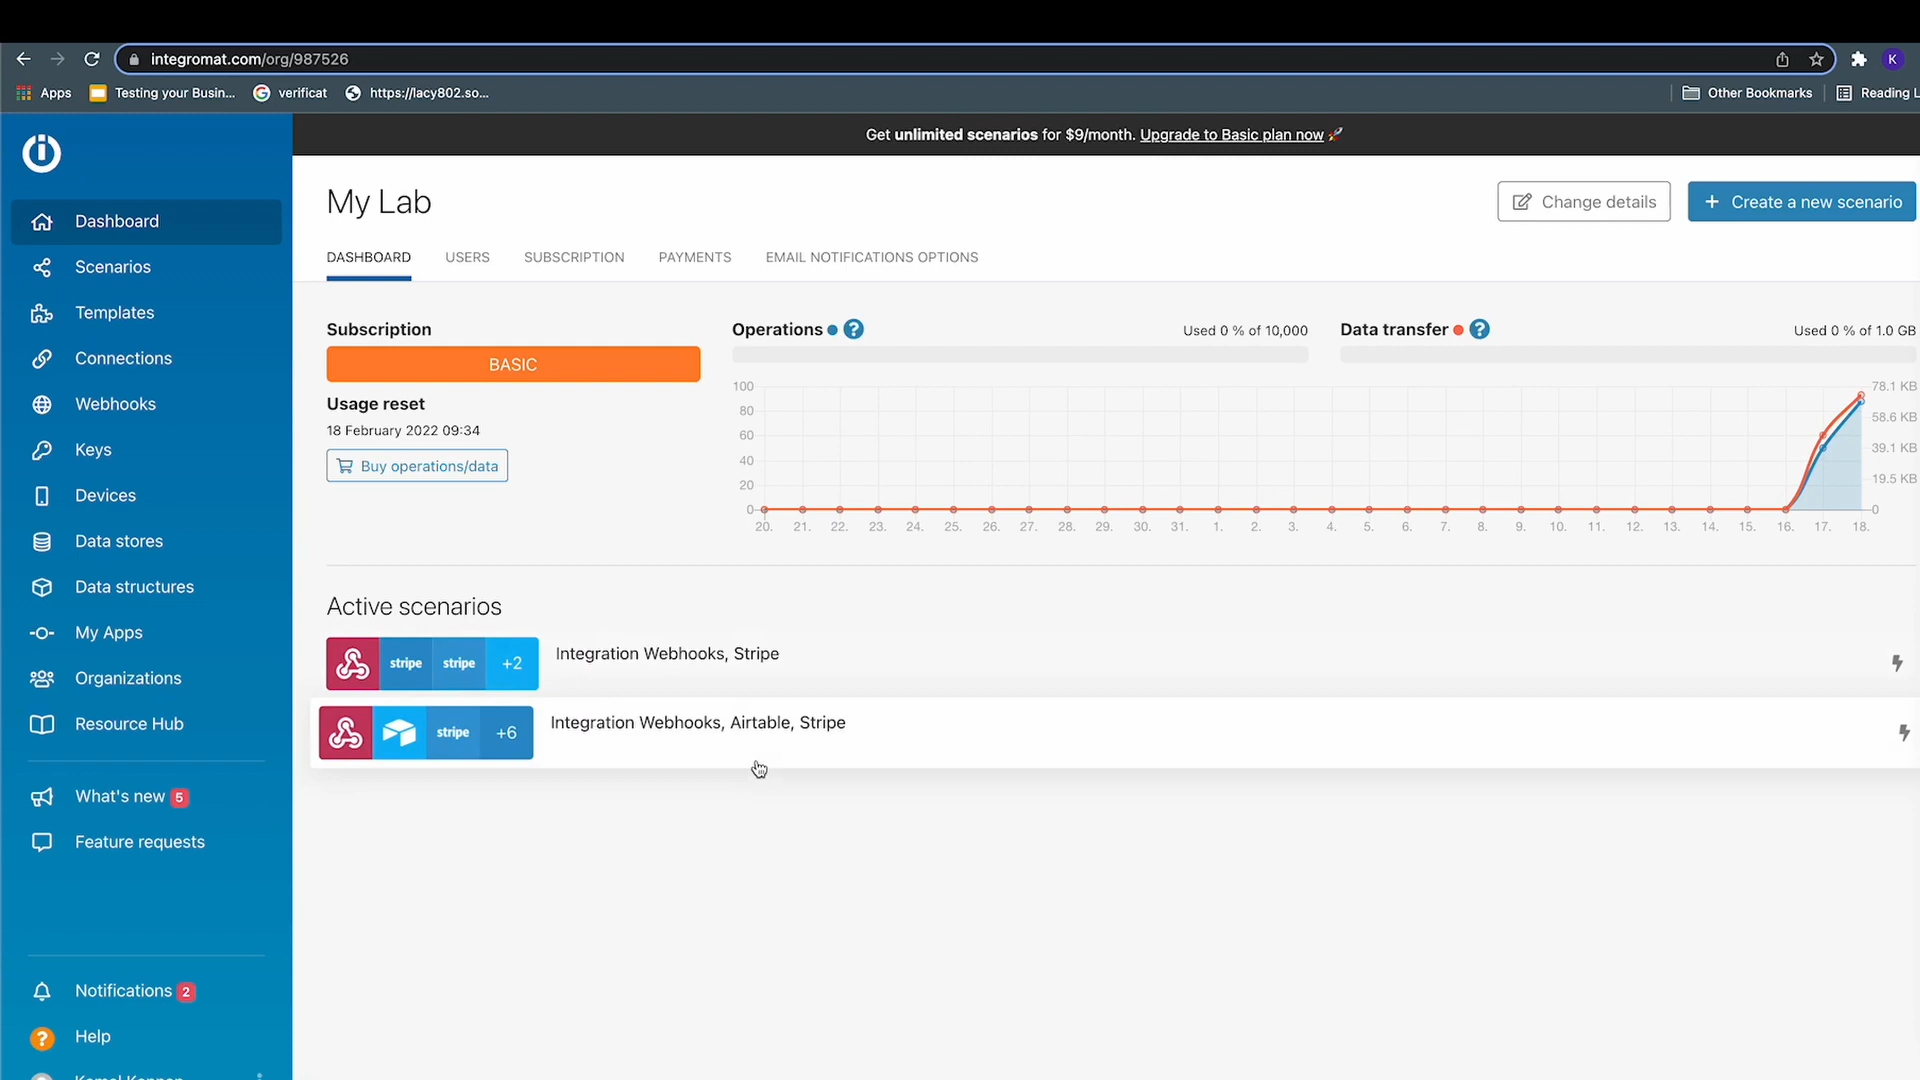 integromat.com/org/987526
K
Apps
Testing your Busin...
verificat
https://lacy802.so...
Other Bookmarks
Reading L
Get unlimited scenarios for $9/month. Upgrade to Basic plan now
Dashboard
Scenarios
Templates
Connections
Webhooks
Keys
Devices
Data stores
Data structures
My Apps
Organizations
Resource Hub
What's new 5
Feature requests
Notifications 2
? Help
My Lab
Change details
+ Create a new scenario
DASHBOARD USERS SUBSCRIPTION PAYMENTS EMAIL NOTIFICATIONS OPTIONS
Subscription
BASIC
Usage reset
18 February 2022 09:34
Buy operations/data
Operations ?
Used 0 % of 10,000
100
80
60
40
20
0
20. 21. 22. 23. 24. 25. 26. 27. 28. 29. 30. 31. 1. 2. 3. 4. 5. 6. 7. 8. 9. 10. 11. 12. 13. 14. 15. 16. 17. 18.
Data transfer ?
Used 0 % of 1.0 GB
78.1 KB
58.6 KB
39.1 KB
19.5 KB
0
Active scenarios
stripe stripe +2
Integration Webhooks, Stripe
stripe +6
Integration Webhooks, Airtable, Stripe